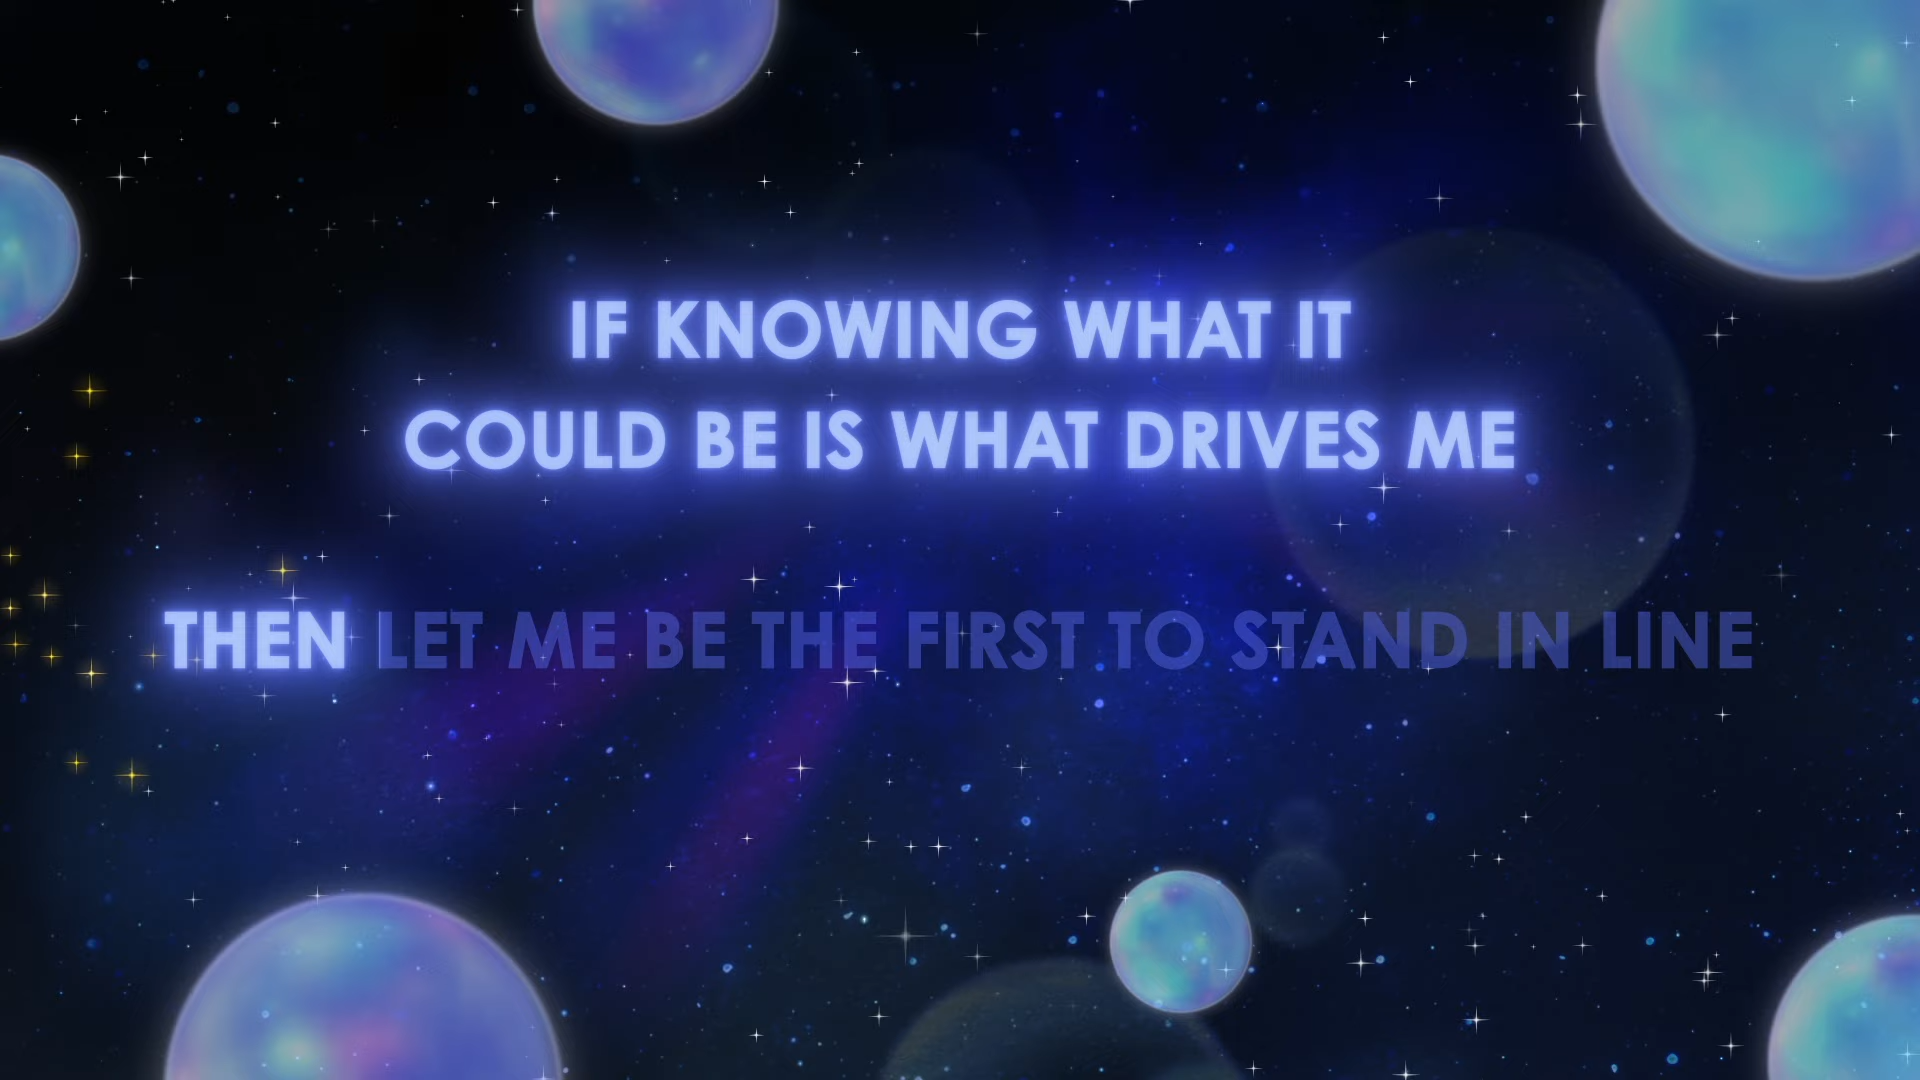 IF KNOWING WHAT IT
COULD BE IS WHAT DRIVES ME
THEN LET ME BE THE FIRST TO STAND IN LINE